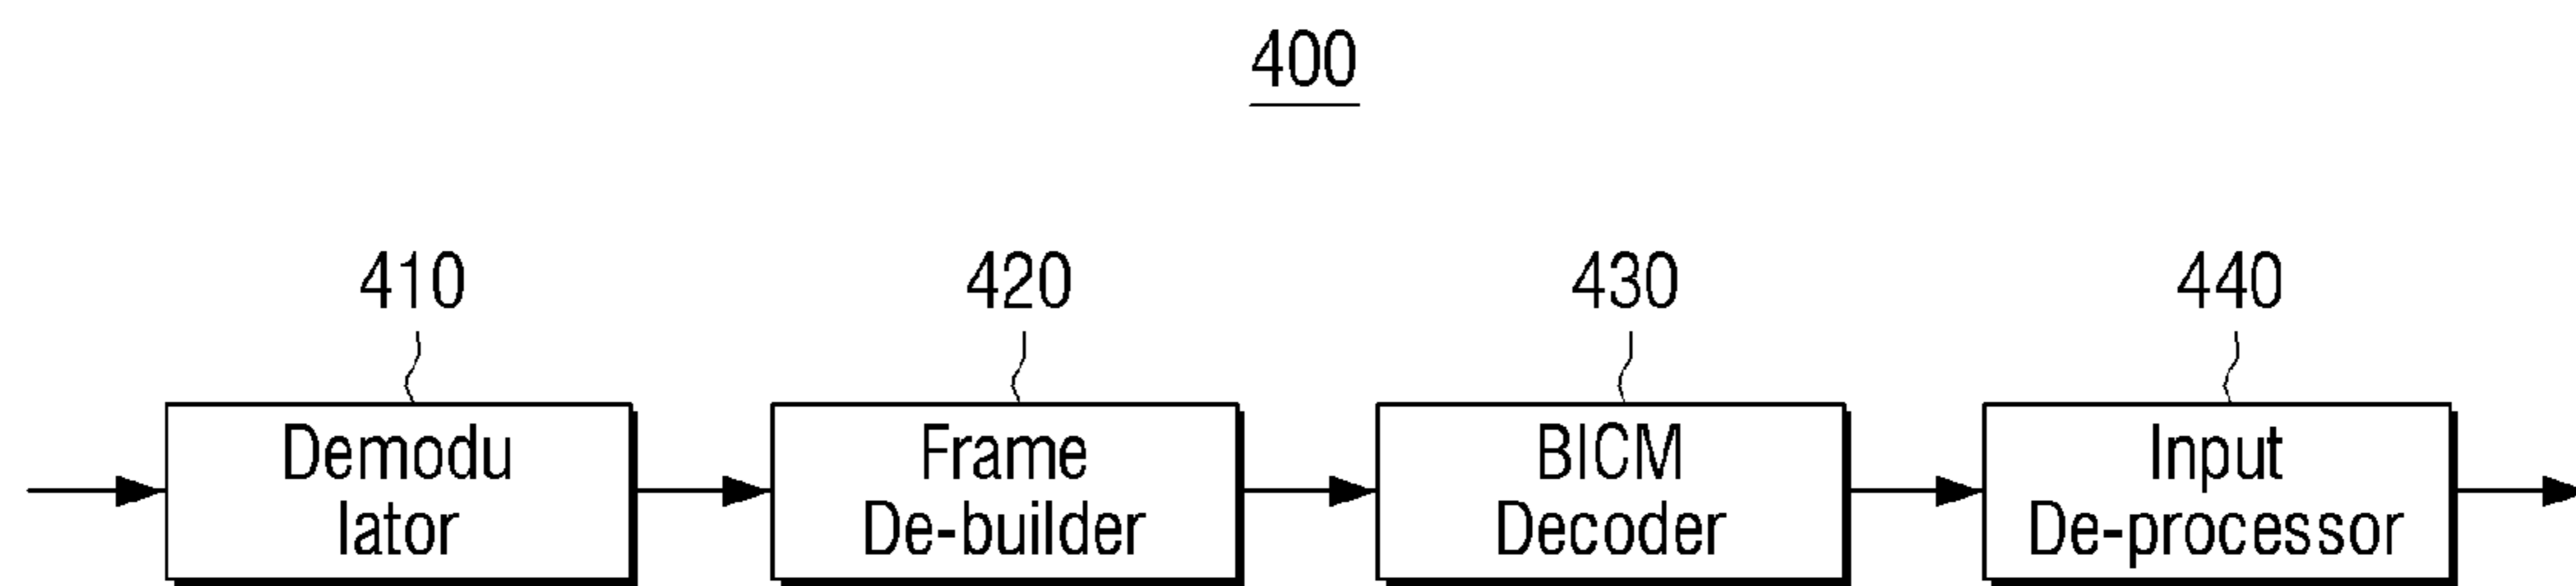 400
410
420
430
440
Demodu
lator
Frame
De-builder
BICM
Decoder
Input
De-processor